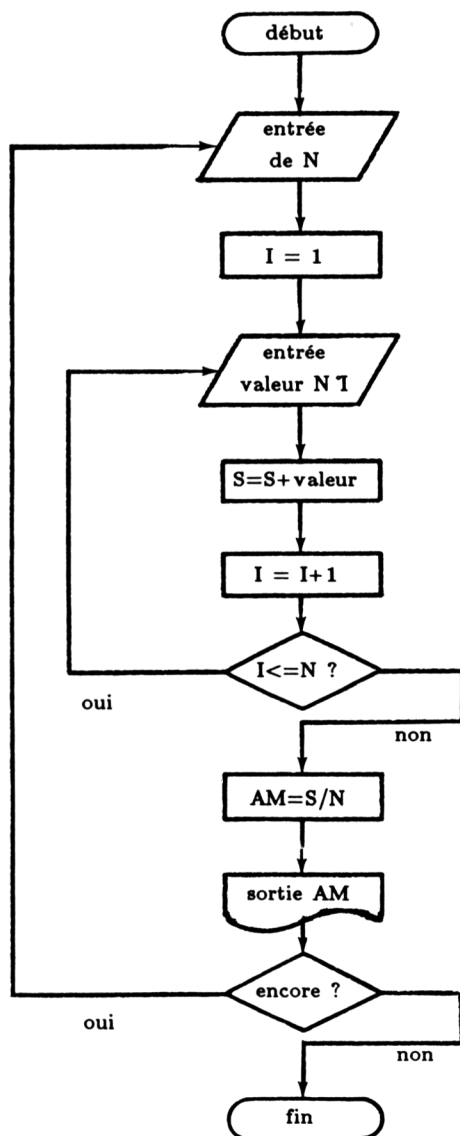 début
entrée
de N
I = 1
entrée
valeur N°I
S=S+valeur
I = I+1
I<=N ?
oui
non
AM=S/N
sortie AM
encore ?
oui
non
fin